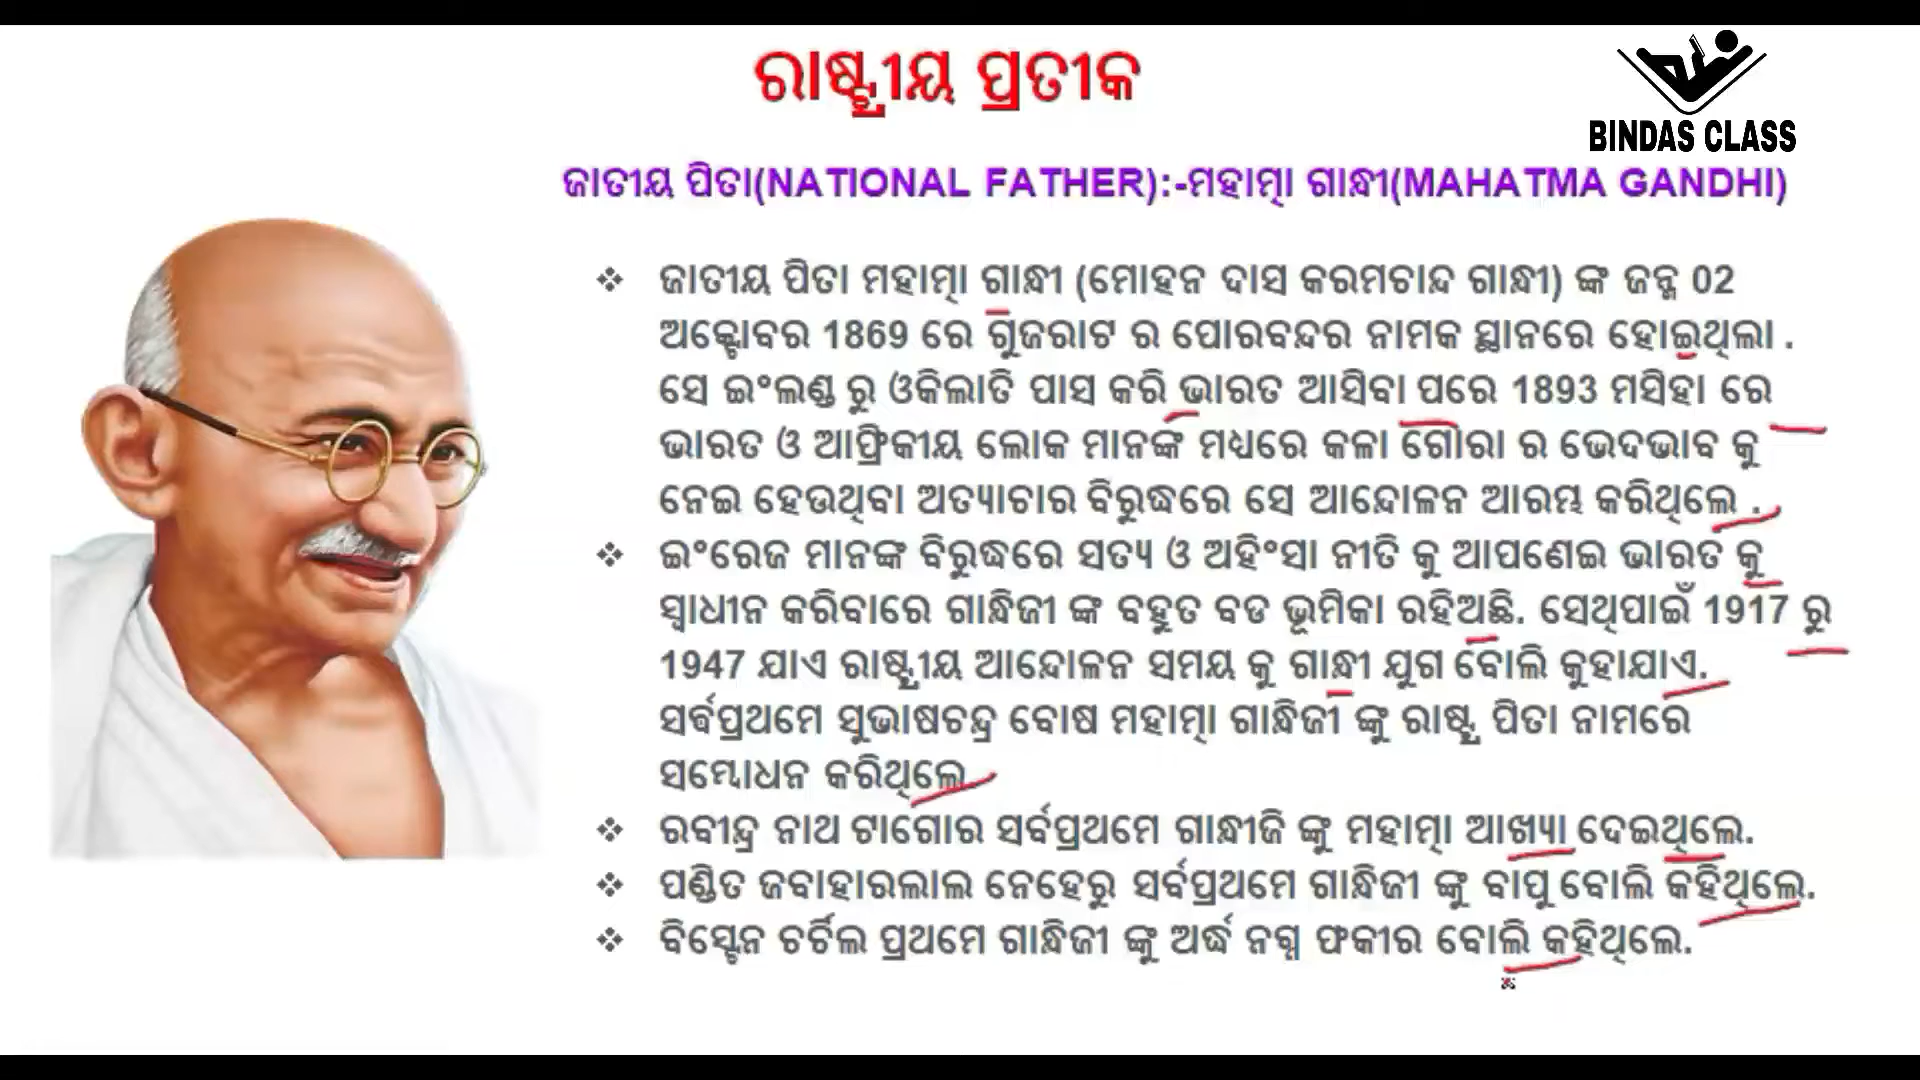 ରାଷ୍ଟ୍ରୀୟ ପ୍ରତୀକ
BINDAS CLASS
ଜାତୀୟ ପିତା(NATIONAL FATHER):-ମହାତ୍ମା ଗାନ୍ଧୀ(MAHATMA GANDHI)
❖ ଜାତୀୟ ପିତା ମହାତ୍ମା ଗାନ୍ଧୀ (ମୋହନ ଦାସ କରମଚାନ୍ଦ ଗାନ୍ଧୀ) ଙ୍କ ଜନ୍ମ 02
ଅକ୍ଟୋବର 1869 ରେ ଗୁଜରାଟ ର ପୋରବନ୍ଦର ନାମକ ସ୍ଥାନରେ ହୋଇଥିଲା .
ସେ ଇଂଲଣ୍ଡ ରୁ ଓକିଲାତି ପାସ କରି ଭାରତ ଆସିବା ପରେ 1893 ମସିହା ରେ
ଭାରତ ଓ ଆଫ୍ରିକୀୟ ଲୋକ ମାନଙ୍କ ମଧ୍ୟରେ କଳା ଗୋରା ର ଭେଦଭାବ କୁ
ନେଇ ହେଉଥିବା ଅତ୍ୟାଚାର ବିରୁଦ୍ଧରେ ସେ ଆନ୍ଦୋଳନ ଆରମ୍ଭ କରିଥିଲେ .
❖ ଇଂରେଜ ମାନଙ୍କ ବିରୁଦ୍ଧରେ ସତ୍ୟ ଓ ଅହିଂସା ନୀତି କୁ ଆପଣେଇ ଭାରତ କୁ
ସ୍ୱାଧୀନ କରିବାରେ ଗାନ୍ଧିଜୀ ଙ୍କ ବହୁତ ବଡ ଭୂମିକା ରହିଅଛି. ସେଥିପାଇଁ 1917 ରୁ
1947 ଯାଏ ରାଷ୍ଟ୍ରୀୟ ଆନ୍ଦୋଳନ ସମୟ କୁ ଗାନ୍ଧୀ ଯୁଗ ବୋଲି କୁହାଯାଏ.
ସର୍ବପ୍ରଥମେ ସୁଭାଷଚନ୍ଦ୍ର ବୋଷ ମହାତ୍ମା ଗାନ୍ଧିଜୀ ଙ୍କୁ ରାଷ୍ଟ୍ର ପିତା ନାମରେ
ସମ୍ବୋଧନ କରିଥିଲେ
❖ ରବୀନ୍ଦ୍ର ନାଥ ଟାଗୋର ସର୍ବପ୍ରଥମେ ଗାନ୍ଧୀଜି ଙ୍କୁ ମହାତ୍ମା ଆଖ୍ୟା ଦେଇଥିଲେ.
❖ ପଣ୍ଡିତ ଜବାହାରଲାଲ ନେହେରୁ ସର୍ବପ୍ରଥମେ ଗାନ୍ଧିଜୀ ଙ୍କୁ ବାପୁ ବୋଲି କହିଥିଲେ.
❖ ବିସ୍ଟେନ ଚର୍ଚିଲ ପ୍ରଥମେ ଗାନ୍ଧିଜୀ ଙ୍କୁ ଅର୍ଦ୍ଧ ନଗ୍ନ ଫକୀର ବୋଲି କହିଥିଲେ.